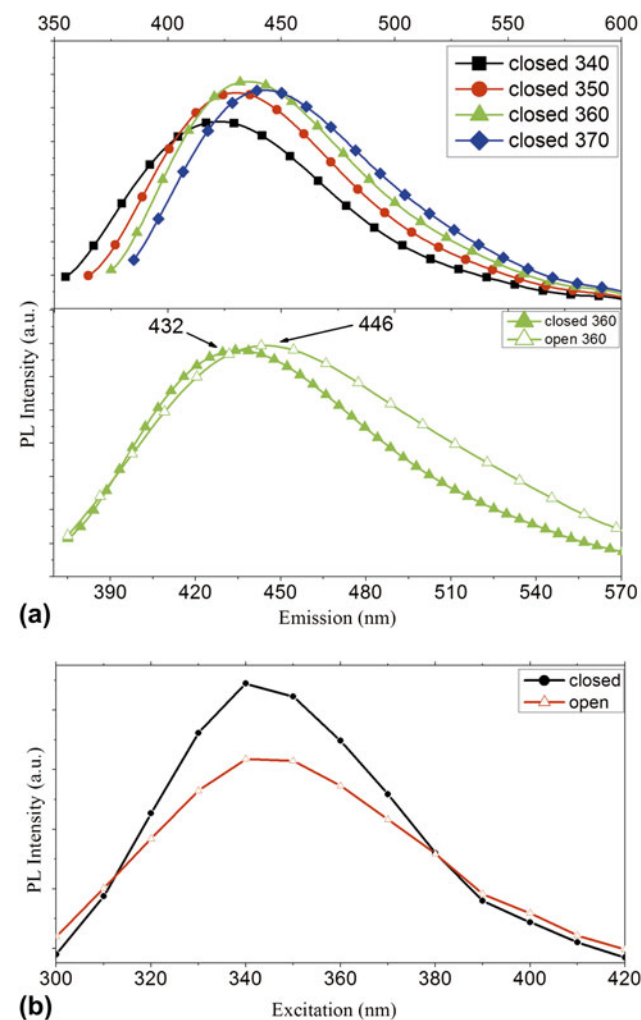 350 400 450 500 550 600
closed 340
closed 350
closed 360
closed 370
PL Intensity (a.u.)
432
446
closed 360
open 360
390 420 450 480 510 540 570
Emission (nm)
(a)
closed
open
PL Intensity (a.u.)
300 320 340 360 380 400 420
Excitation (nm)
(b)